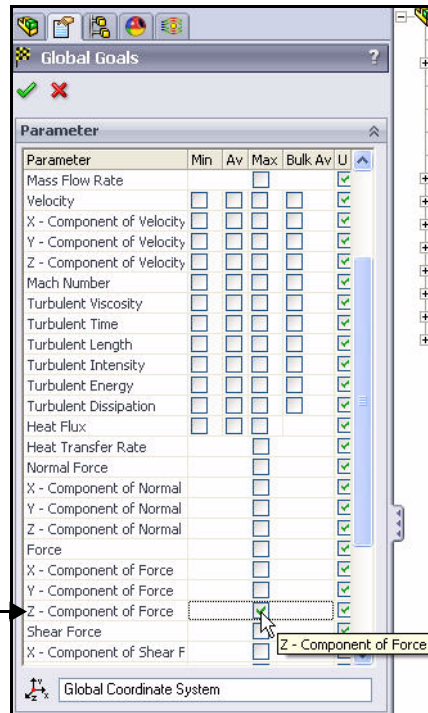 Global Goals ?
Parameter
Parameter Min Av Max Bulk Av U
Mass Flow Rate
Velocity
X - Component of Velocity
Y - Component of Velocity
Z - Component of Velocity
Mach Number
Turbulent Viscosity
Turbulent Time
Turbulent Length
Turbulent Intensity
Turbulent Energy
Turbulent Dissipation
Heat Flux
Heat Transfer Rate
Normal Force
X - Component of Normal
Y - Component of Normal
Z - Component of Normal
Force
X - Component of Force
Y - Component of Force
Z - Component of Force
Shear Force
Z - Component of Force
X - Component of Shear F
Global Coordinate System